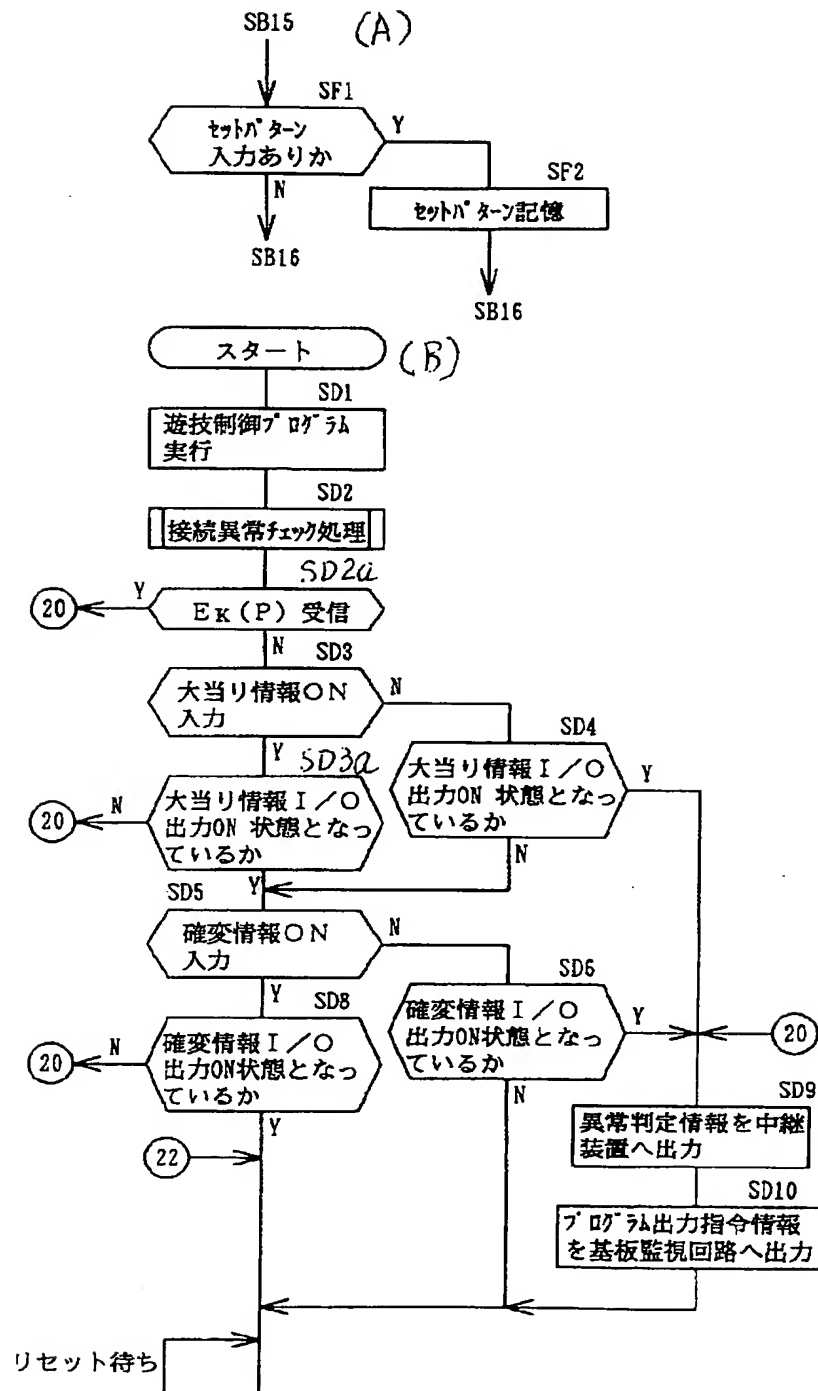 SB15
(A)
SF1
セットパターン
入力ありか
Y
N
SF2
セットパターン記憶
SB16
SB16
スタート
(B)
SD1
遊技制御プログラム
実行
SD2
接続異常チェック処理
SD2a
20
Y
EK(P)受信
N
SD3
大当り情報ON
入力
N
Y
SD3a
SD4
大当り情報I/O
出力ON 状態となっ
ているか
Y
N
20
N
大当り情報I/O
出力ON 状態となっ
ているか
Y
SD5
確変情報ON
入力
N
Y
SD6
確変情報I/O
出力ON状態となっ
ているか
Y
20
N
SD8
20
N
確変情報I/O
出力ON状態となっ
ているか
Y
SD9
異常判定情報を中継
装置へ出力
22
SD10
プログラム出力指令情報
を基板監視回路へ出力
リセット待ち